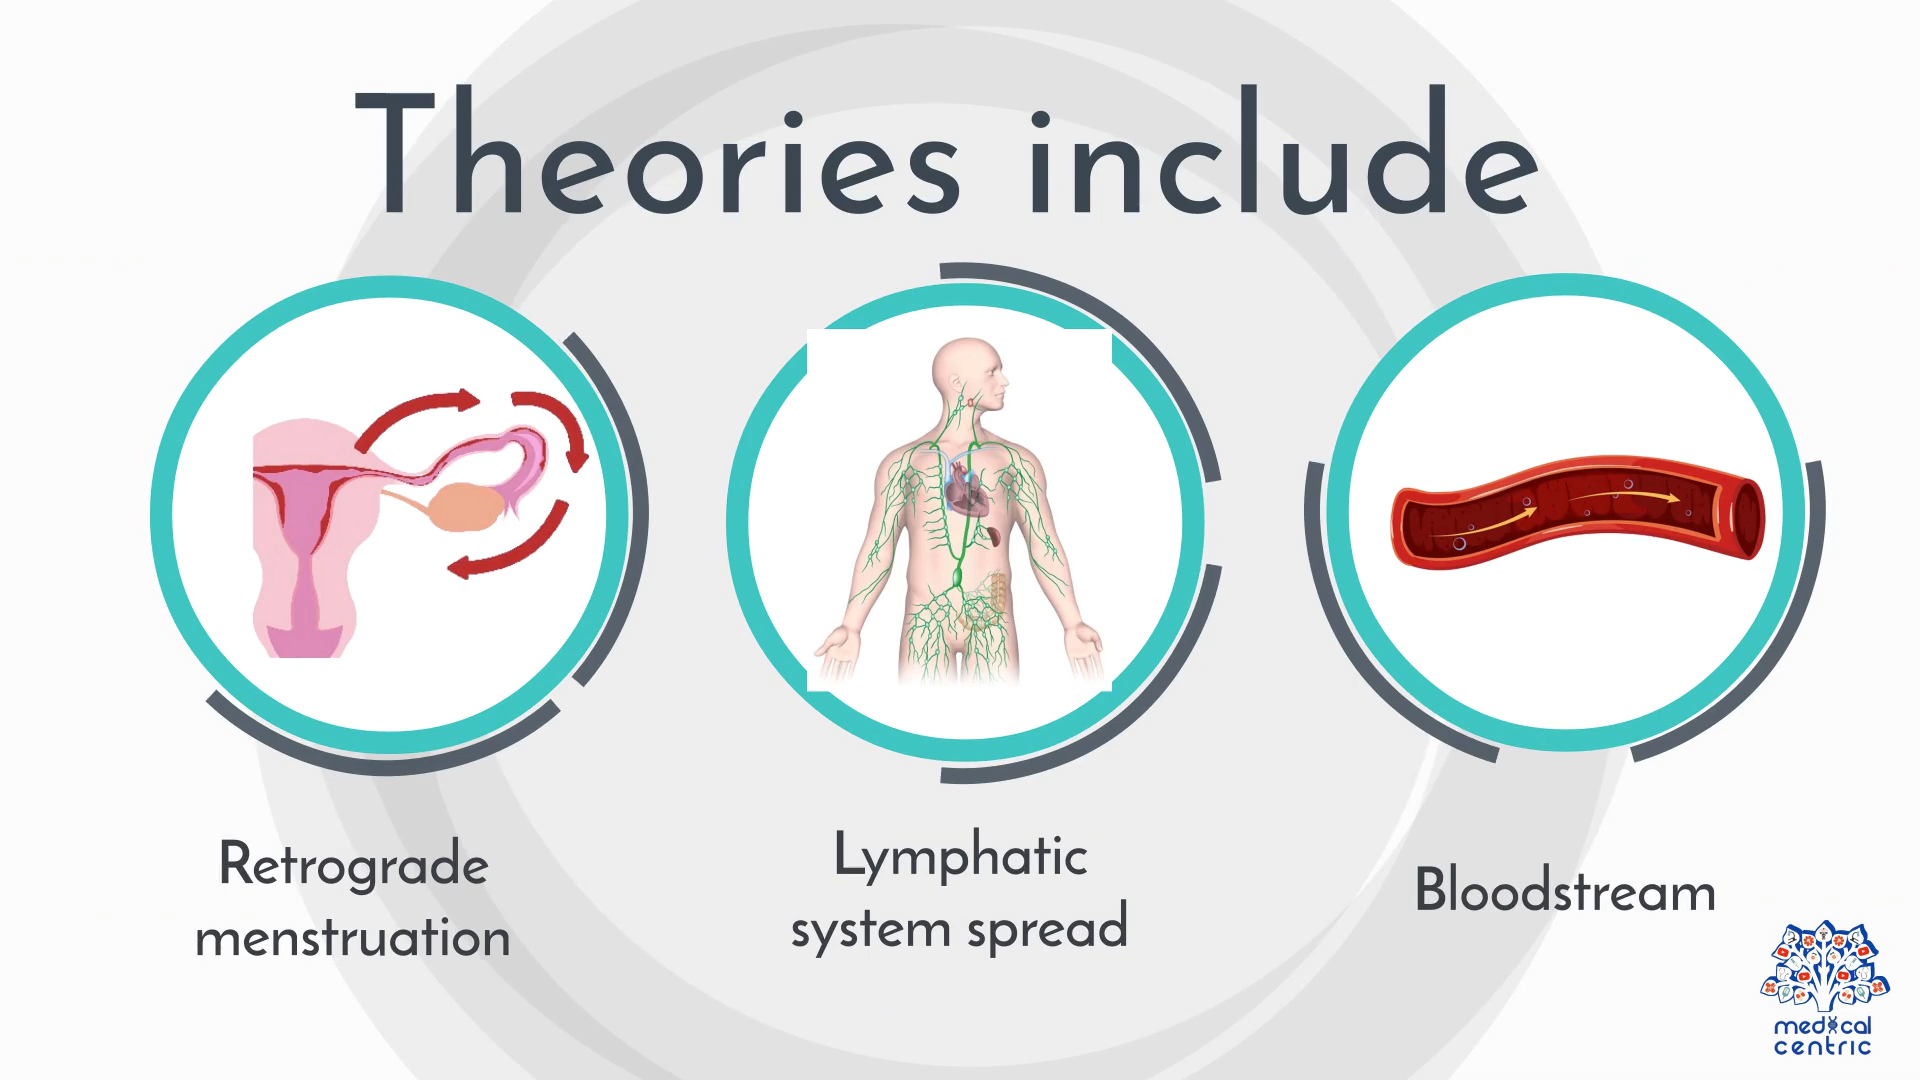 Theories include
Retrograde
menstruation
Lymphatic
system spread
Bloodstream
medical
centric